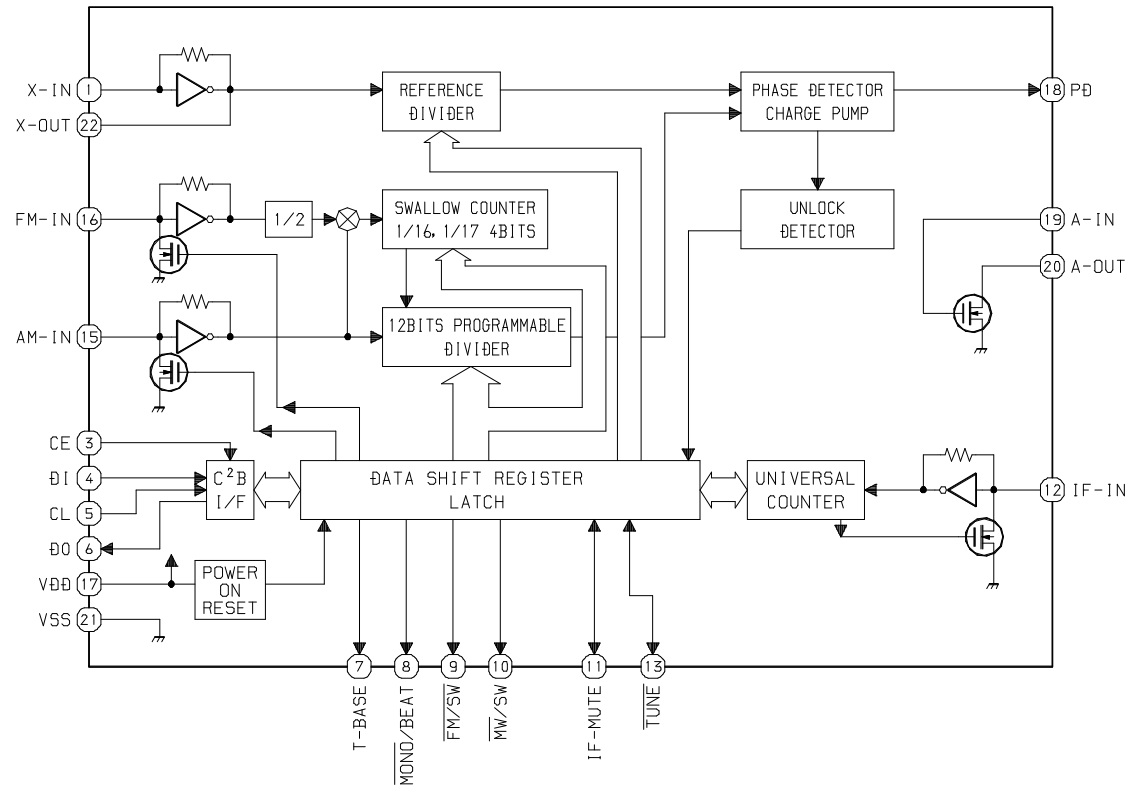 X-IN 1
X-OUT 22
REFERENCE
DIVIDER
PHASE DETECTOR
CHARGE PUMP
18 PD
FM-IN 16
1/2
SWALLOW COUNTER
1/16, 1/17 4BITS
UNLOCK
DETECTOR
19 A-IN
20 A-OUT
AM-IN 15
12BITS PROGRAMMABLE
DIVIDER
CE 3
DI 4
CL 5
DO 6
VDD 17
VSS 21
C²B
I/F
DATA SHIFT REGISTER
LATCH
UNIVERSAL
COUNTER
12 IF-IN
POWER
ON
RESET
7
8
9
10
11
13
T-BASE
MONO/BEAT
FM/SW
MW/SW
IF-MUTE
TUNE